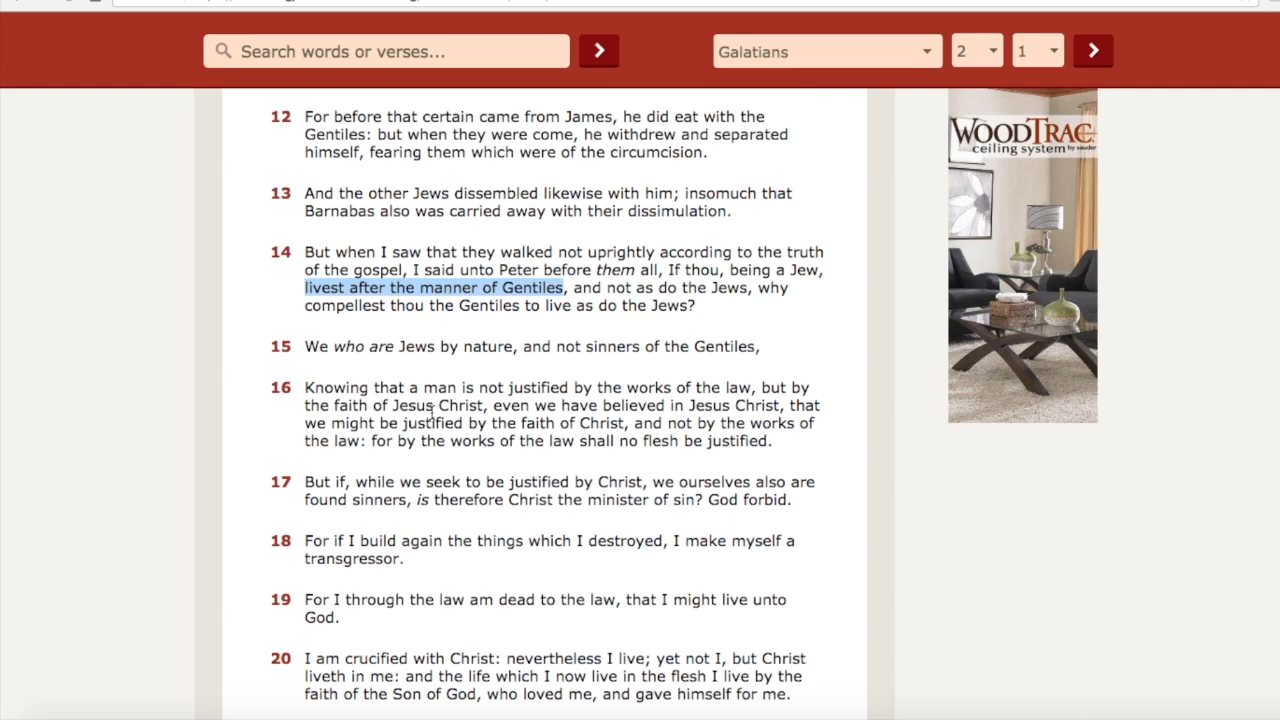 Search words or verses...
Galatians
2
1
12 For before that certain came from James, he did eat with the
Gentiles: but when they were come, he withdrew and separated
himself, fearing them which were of the circumcision.
13 And the other Jews dissembled likewise with him; insomuch that
Barnabas also was carried away with their dissimulation.
14 But when I saw that they walked not uprightly according to the truth
of the gospel, I said unto Peter before them all, If thou, being a Jew,
livest after the manner of Gentiles, and not as do the Jews, why
compellest thou the Gentiles to live as do the Jews?
15 We who are Jews by nature, and not sinners of the Gentiles,
16 Knowing that a man is not justified by the works of the law, but by
the faith of Jesus Christ, even we have believed in Jesus Christ, that
we might be justified by the faith of Christ, and not by the works of
the law: for by the works of the law shall no flesh be justified.
17 But if, while we seek to be justified by Christ, we ourselves also are
found sinners, is therefore Christ the minister of sin? God forbid.
18 For if I build again the things which I destroyed, I make myself a
transgressor.
19 For I through the law am dead to the law, that I might live unto
God.
20 I am crucified with Christ: nevertheless I live; yet not I, but Christ
liveth in me: and the life which I now live in the flesh I live by the
faith of the Son of God, who loved me, and gave himself for me.
WOODTRAC
ceiling system by sauder